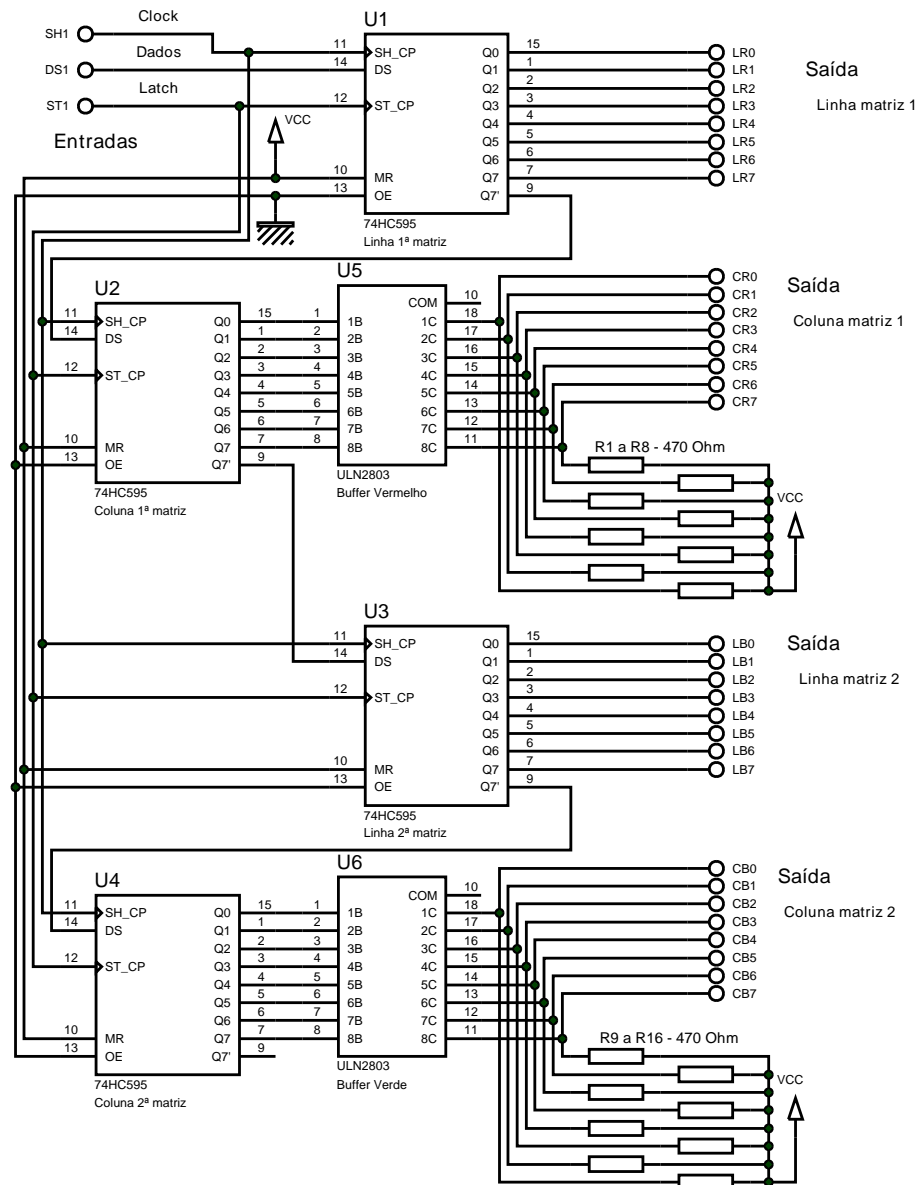 Clock
SH1
Dados
DS1
Latch
ST1
Entradas
VCC
U1
11 SH_CP Q0 15 LR0
14 DS Q1 1 LR1
Q2 2 LR2
12 ST_CP Q3 3 LR3
Q4 4 LR4
Q5 5 LR5
Q6 6 LR6
10 MR Q7 7 LR7
13 OE Q7' 9
74HC595
Linha 1ª matriz
Saída
Linha matriz 1
U2
11 SH_CP Q0 15
14 DS Q1 1
Q2 2
12 ST_CP Q3 3
Q4 4
Q5 5
Q6 6
10 MR Q7 7
13 OE Q7' 9
74HC595
Coluna 1ª matriz
U5
COM 10
1 1B 1C 18
2 2B 2C 17
3 3B 3C 16
4 4B 4C 15
5 5B 5C 14
6 6B 6C 13
7 7B 7C 12
8 8B 8C 11
ULN2803
Buffer Vermelho
CR0
CR1
CR2
CR3
CR4
CR5
CR6
CR7
Saída
Coluna matriz 1
R1 a R8 - 470 Ohm
VCC
U3
11 SH_CP Q0 15 LB0
14 DS Q1 1 LB1
Q2 2 LB2
12 ST_CP Q3 3 LB3
Q4 4 LB4
Q5 5 LB5
Q6 6 LB6
10 MR Q7 7 LB7
13 OE Q7' 9
74HC595
Linha 2ª matriz
Saída
Linha matriz 2
U4
11 SH_CP Q0 15
14 DS Q1 1
Q2 2
12 ST_CP Q3 3
Q4 4
Q5 5
Q6 6
10 MR Q7 7
13 OE Q7' 9
74HC595
Coluna 2ª matriz
U6
COM 10
1 1B 1C 18
2 2B 2C 17
3 3B 3C 16
4 4B 4C 15
5 5B 5C 14
6 6B 6C 13
7 7B 7C 12
8 8B 8C 11
ULN2803
Buffer Verde
CB0
CB1
CB2
CB3
CB4
CB5
CB6
CB7
Saída
Coluna matriz 2
R9 a R16 - 470 Ohm
VCC